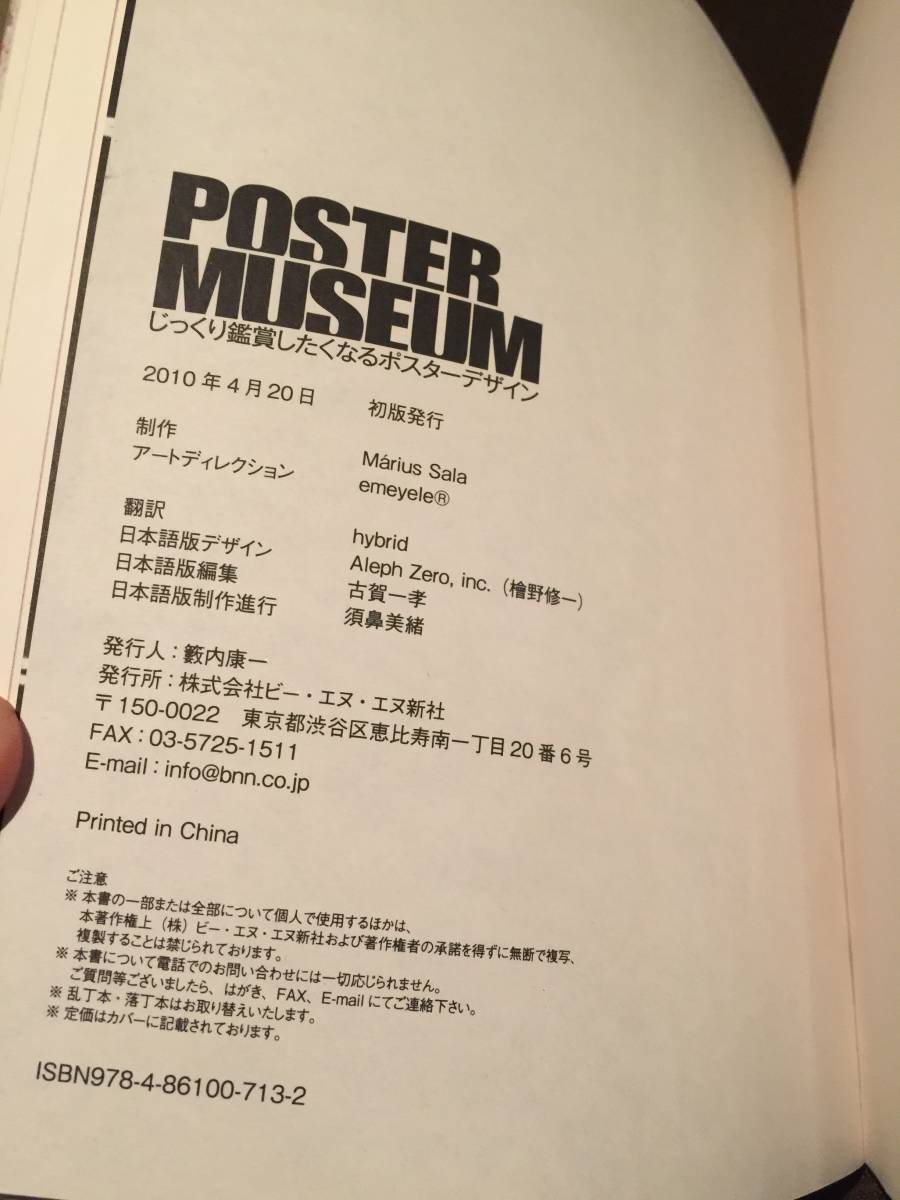 POSTER
MUSEUM
じっくり鑑賞したくなるポスターデザイン
2010年4月20日 初版発行
制作 Márius Sala
アートディレクション emeyele®
翻訳 hybrid
日本語版デザイン Aleph Zero, inc.（檜野修一）
日本語版編集 古賀一孝
日本語版制作進行 須鼻美緒
発行人：籔内康一
発行所：株式会社ビー・エヌ・エヌ新社
〒150-0022 東京都渋谷区恵比寿南一丁目20番6号
FAX：03-5725-1511
E-mail：info@bnn.co.jp
Printed in China
ご注意
※ 本書の一部または全部について個人で使用するほかは、
本著作権上（株）ビー・エヌ・エヌ新社および著作権者の承諾を得ずに無断で複写、
複製することは禁じられております。
※ 本書について電話でのお問い合わせには一切応じられません。
ご質問等ございましたら、はがき、FAX、E-mailにてご連絡下さい。
※ 乱丁本・落丁本はお取り替えいたします。
※ 定価はカバーに記載されております。
ISBN978-4-86100-713-2